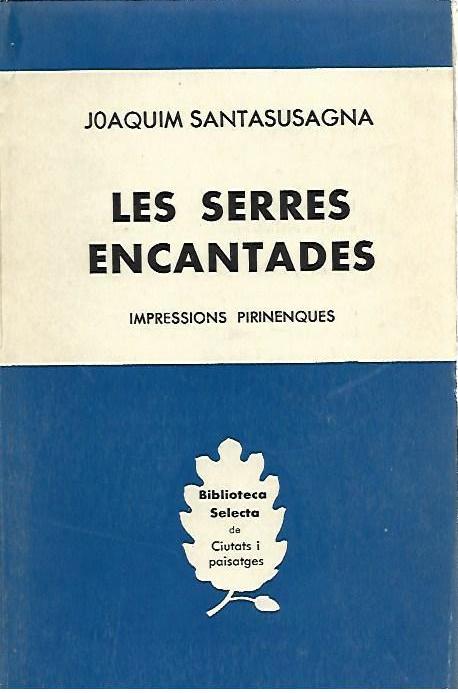 JOAQUIM SANTASUSAGNA
LES SERRES
ENCANTADES
IMPRESSIONS PIRINENQUES
Biblioteca
Selecta
de
Ciutats i
paisatges